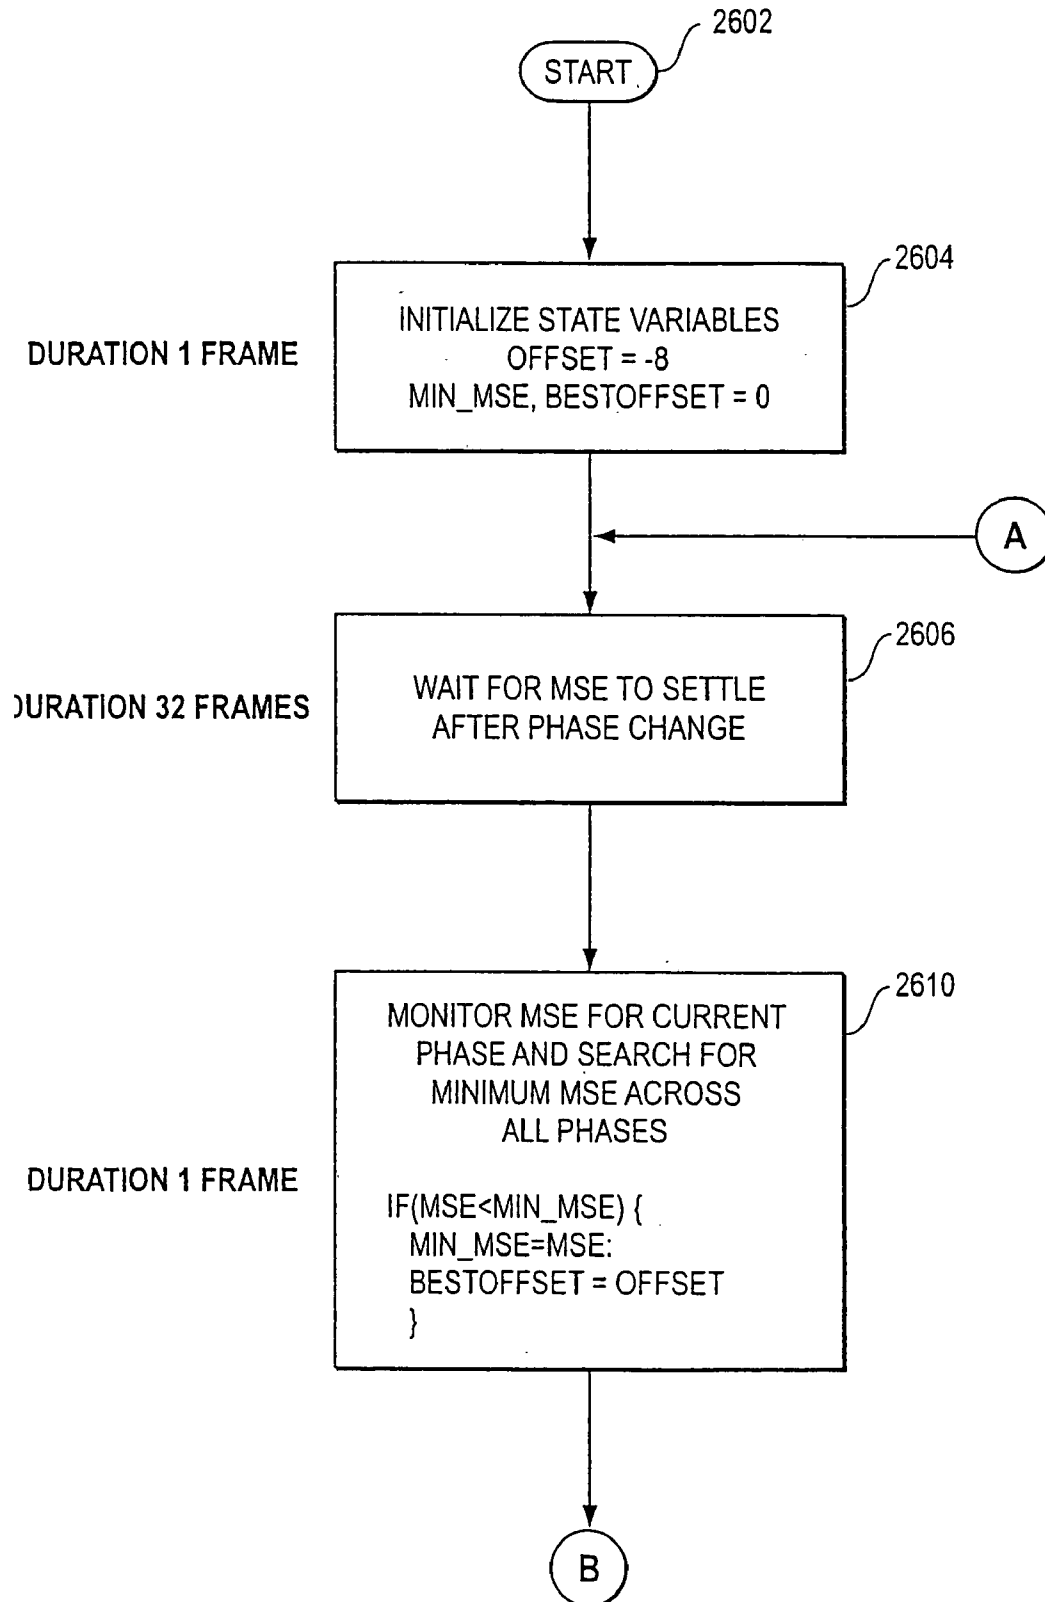 2602
START
2604
INITIALIZE STATE VARIABLES
OFFSET = -8
MIN_MSE, BESTOFFSET = 0
DURATION 1 FRAME
A
2606
WAIT FOR MSE TO SETTLE
AFTER PHASE CHANGE
DURATION 32 FRAMES
2610
MONITOR MSE FOR CURRENT
PHASE AND SEARCH FOR
MINIMUM MSE ACROSS
ALL PHASES
DURATION 1 FRAME
IF(MSE<MIN_MSE) {
MIN_MSE=MSE:
BESTOFFSET = OFFSET
}
B